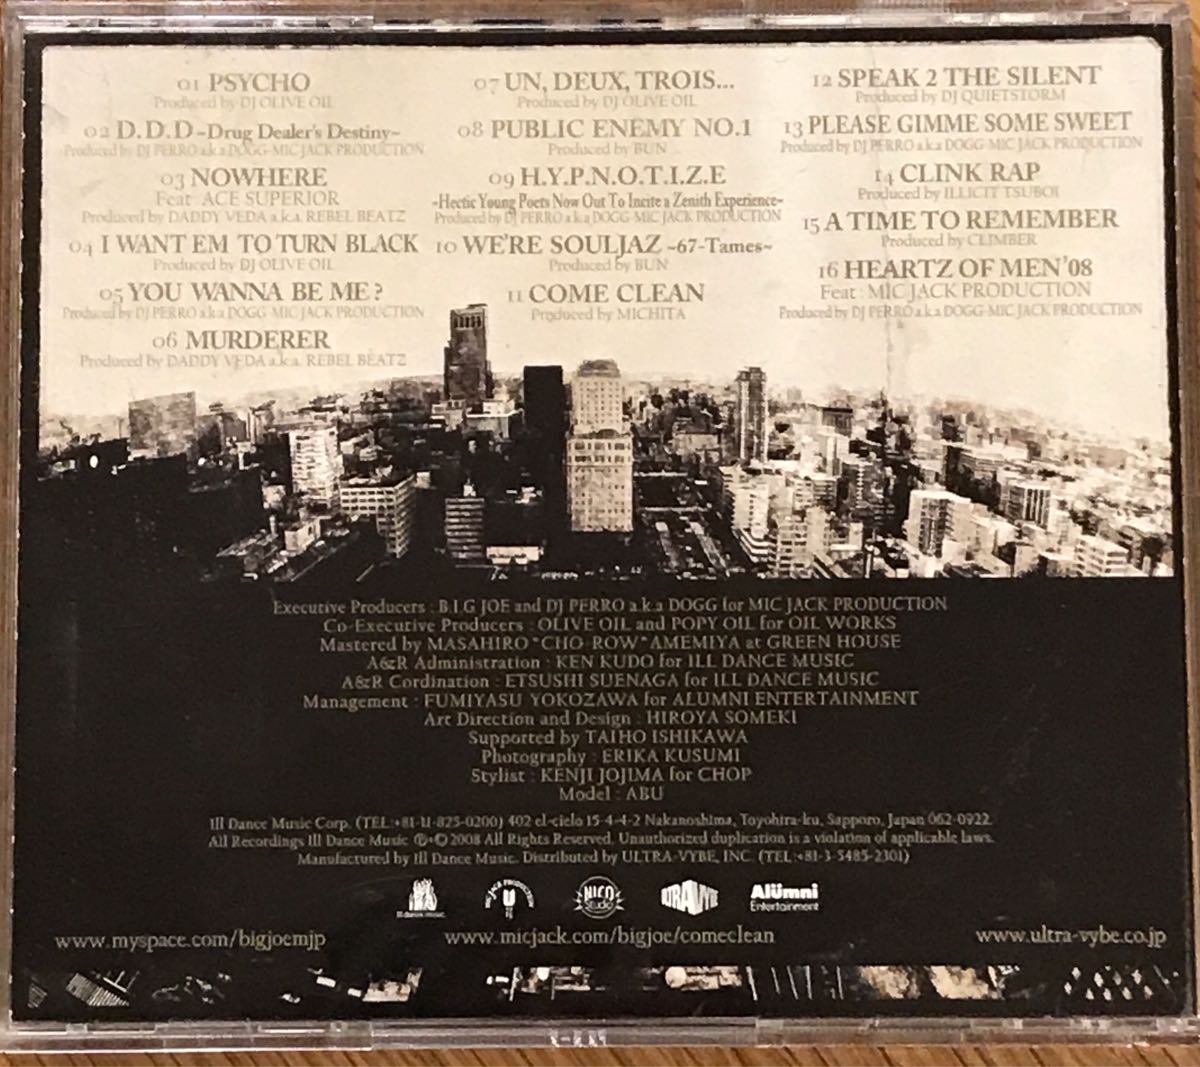 01 PSYCHO
Produced by DJ OLIVE OIL
02 D.D.D ~Drug Dealer's Destiny~
Produced by DJ PERRO a.k.a DOGG-MIC JACK PRODUCTION
03 NOWHERE
Feat ACE SUPERIOR
Produced by DADDY VEDA a.k.a. REBEL BEATZ
04 I WANT EM TO TURN BLACK
Produced by DJ OLIVE OIL
05 YOU WANNA BE ME?
Produced by DJ PERRO a.k.a DOGG-MIC JACK PRODUCTION
06 MURDERER
Produced by DADDY VEDA a.k.a. REBEL BEATZ
07 UN, DEUX, TROIS...
Produced by DJ OLIVE OIL
08 PUBLIC ENEMY NO.1
Produced by BUN
09 H.Y.P.N.O.T.I.Z.E
~Hectic Young Poets Now Out To Incite a Zenith Experience~
Produced by DJ PERRO a.k.a DOGG-MIC JACK PRODUCTION
10 WE'RE SOULJAZ ~67-Tames~
Produced by BUN
11 COME CLEAN
Produced by MICHITA
12 SPEAK 2 THE SILENT
Produced by DJ QUIETSTORM
13 PLEASE GIMME SOME SWEET
Produced by DJ PERRO a.k.a DOGG-MIC JACK PRODUCTION
14 CLINK RAP
Produced by ILLICIT TSUBOI
15 A TIME TO REMEMBER
Produced by CLIMBER
16 HEARTZ OF MEN'08
Feat : MIC JACK PRODUCTION
Produced by DJ PERRO a.k.a DOGG-MIC JACK PRODUCTION
Executive Producers : B.I.G JOE and DJ PERRO a.k.a DOGG for MIC JACK PRODUCTION
Co-Executive Producers : OLIVE OIL and POPY OIL for OIL WORKS
Mastered by MASAHIRO "CHO-ROW" AMEMIYA at GREEN HOUSE
A&R Administration : KEN KUDO for ILL DANCE MUSIC
A&R Cordination : ETSUSHI SUENAGA for ILL DANCE MUSIC
Management : FUMIYASU YOKOZAWA for ALUMNI ENTERTAINMENT
Art Direction and Design : HIROYA SOMEKI
Supported by TAIHO ISHIKAWA
Photography : ERIKA KUSUMI
Stylist : KENJI JOJIMA for CHOP
Model : ABU
Ill Dance Music Corp. (TEL:+81-11-825-0200) 402 el-cielo 15-4-4-2 Nakanoshima, Toyohira-ku, Sapporo, Japan 062-0922.
All Recordings Ill Dance Music ℗+© 2008 All Rights Reserved. Unauthorized duplication is a violation of applicable laws.
Manufactured by Ill Dance Music. Distributed by ULTRA-VYBE, INC. (TEL:+81-3-5485-2301)
Ill dance music
MIC JACK PRODUCTION
NICO Studio
ULTRA-VYBE
Alümni Entertainment
www.myspace.com/bigjoemjp
www.micjack.com/bigjoe/comeclean
www.ultra-vybe.co.jp